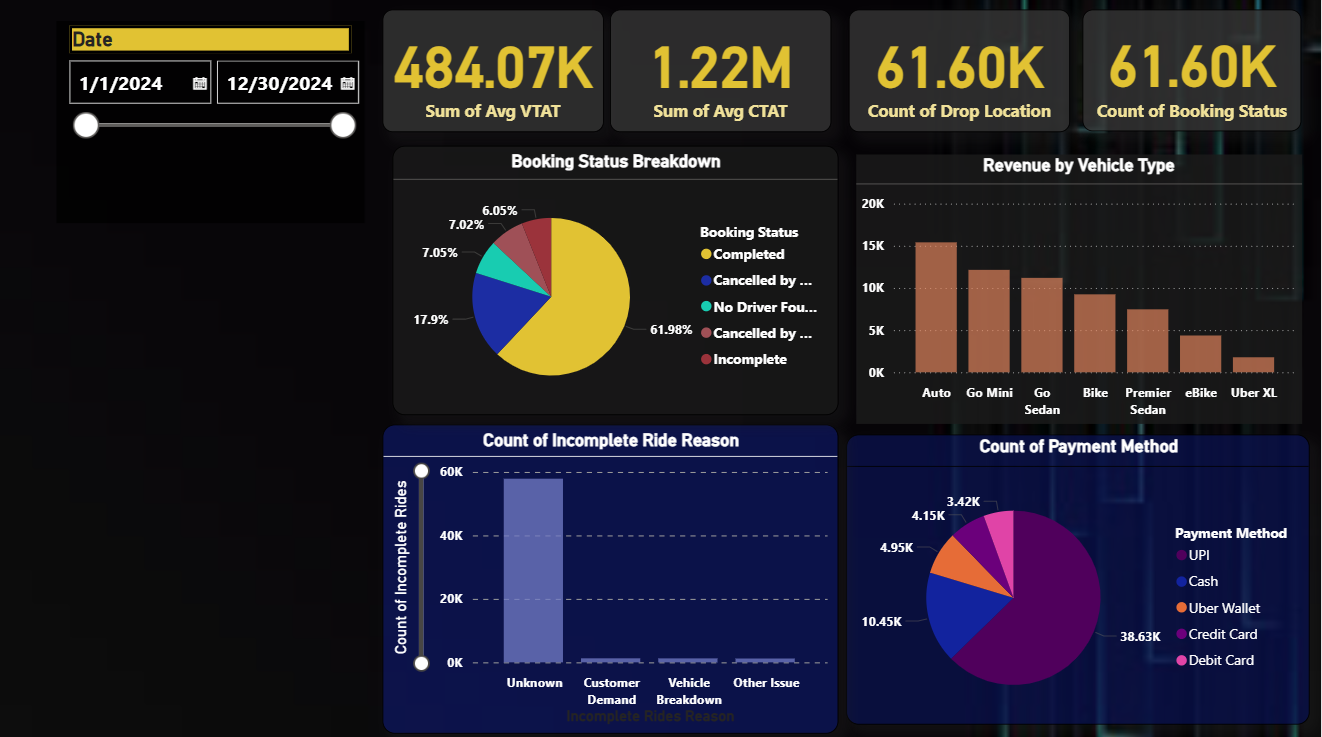 Date
1/1/2024
12/30/2024
484.07K
Sum of Avg VTAT
1.22M
Sum of Avg CTAT
61.60K
Count of Drop Location
61.60K
Count of Booking Status
Booking Status Breakdown
6.05%
7.02%
7.05%
17.9%
61.98%
Booking Status
Completed
Cancelled by ...
No Driver Fou...
Cancelled by ...
Incomplete
Revenue by Vehicle Type
20K
15K
10K
5K
0K
Auto
Go Mini
Go
Sedan
Bike
Premier
Sedan
eBike
Uber XL
Count of Incomplete Ride Reason
Count of Incomplete Rides
60K
40K
20K
0K
Unknown
Customer
Demand
Vehicle
Breakdown
Other Issue
Incomplete Rides Reason
Count of Payment Method
3.42K
4.15K
4.95K
10.45K
38.63K
Payment Method
UPI
Cash
Uber Wallet
Credit Card
Debit Card